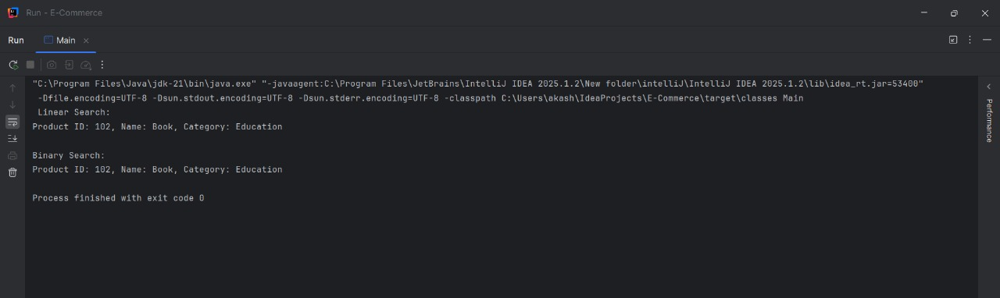 Run - E-Commerce
Run Main
"C:\Program Files\Java\jdk-21\bin\java.exe" "-javaagent:C:\Program Files\JetBrains\IntelliJ IDEA 2025.1.2\New folder\intelliJ\IntelliJ IDEA 2025.1.2\lib\idea_rt.jar=53400"
-Dfile.encoding=UTF-8 -Dsun.stdout.encoding=UTF-8 -Dsun.stderr.encoding=UTF-8 -classpath C:\Users\akash\IdeaProjects\E-Commerce\target\classes Main
Linear Search:
Product ID: 102, Name: Book, Category: Education
Binary Search:
Product ID: 102, Name: Book, Category: Education
Process finished with exit code 0
Performance